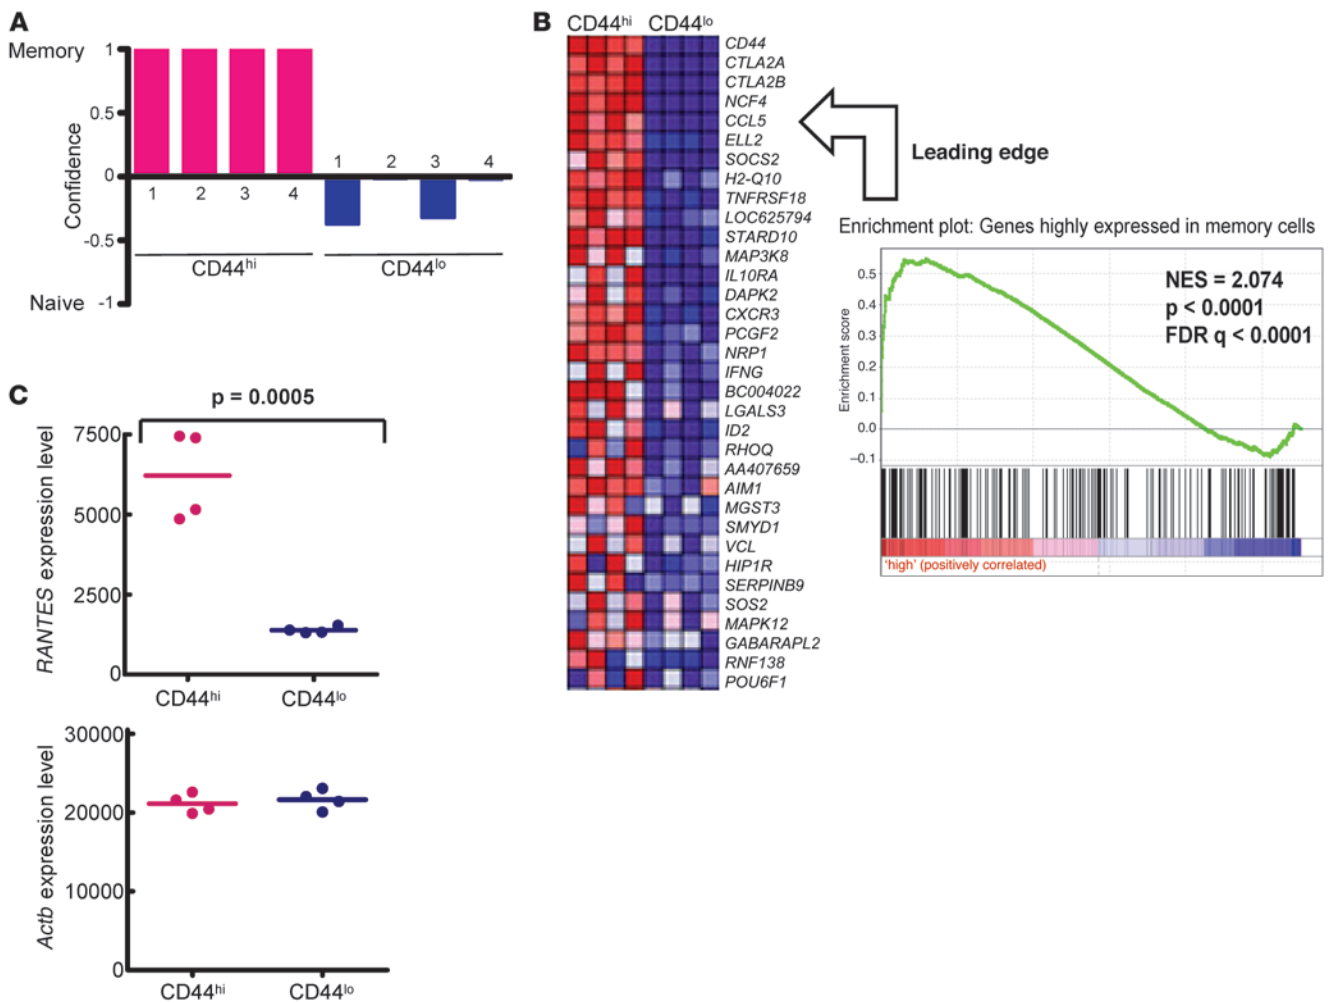 A
Memory
1
0.5
0
-0.5
Naive -1
Confidence
1 2 3 4
1 2 3 4
CD44hi
CD44lo
B
CD44hi CD44lo
CD44
CTLA2A
CTLA2B
NCF4
CCL5
ELL2
SOCS2
H2-Q10
TNFRSF18
LOC625794
STARD10
MAP3K8
IL10RA
DAPK2
CXCR3
PCGF2
NRP1
IFNG
BC004022
LGALS3
ID2
RHOQ
AA407659
AIM1
MGST3
SMYD1
VCL
HIP1R
SERPINB9
SOS2
MAPK12
GABARAPL2
RNF138
POU6F1
Leading edge
Enrichment plot: Genes highly expressed in memory cells
NES = 2.074
p < 0.0001
FDR q < 0.0001
Enrichment score
0.5
0.4
0.3
0.2
0.1
0.0
–0.1
'high' (positively correlated)
C
p = 0.0005
RANTES expression level
7500
5000
2500
0
CD44hi CD44lo
Actb expression level
30000
20000
10000
0
CD44hi CD44lo